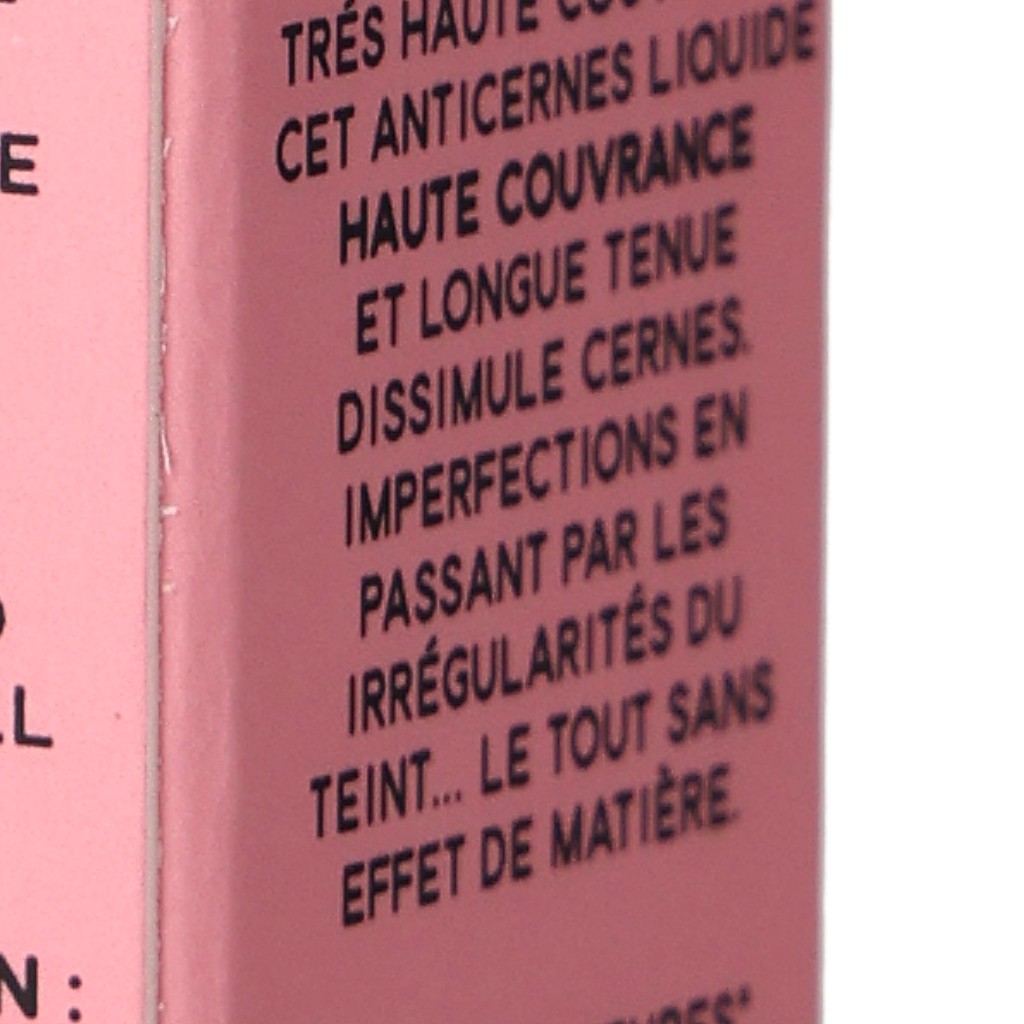 TRÉS HAUTE
CET ANTICERNES LIQUIDE
HAUTE COUVRANCE
ET LONGUE TENUE
DISSIMULE CERNES.
IMPERFECTIONS EN
PASSANT PAR LES
IRRÉGULARITÉS DU
TEINT... LE TOUT SANS
EFFET DE MATIÈRE.